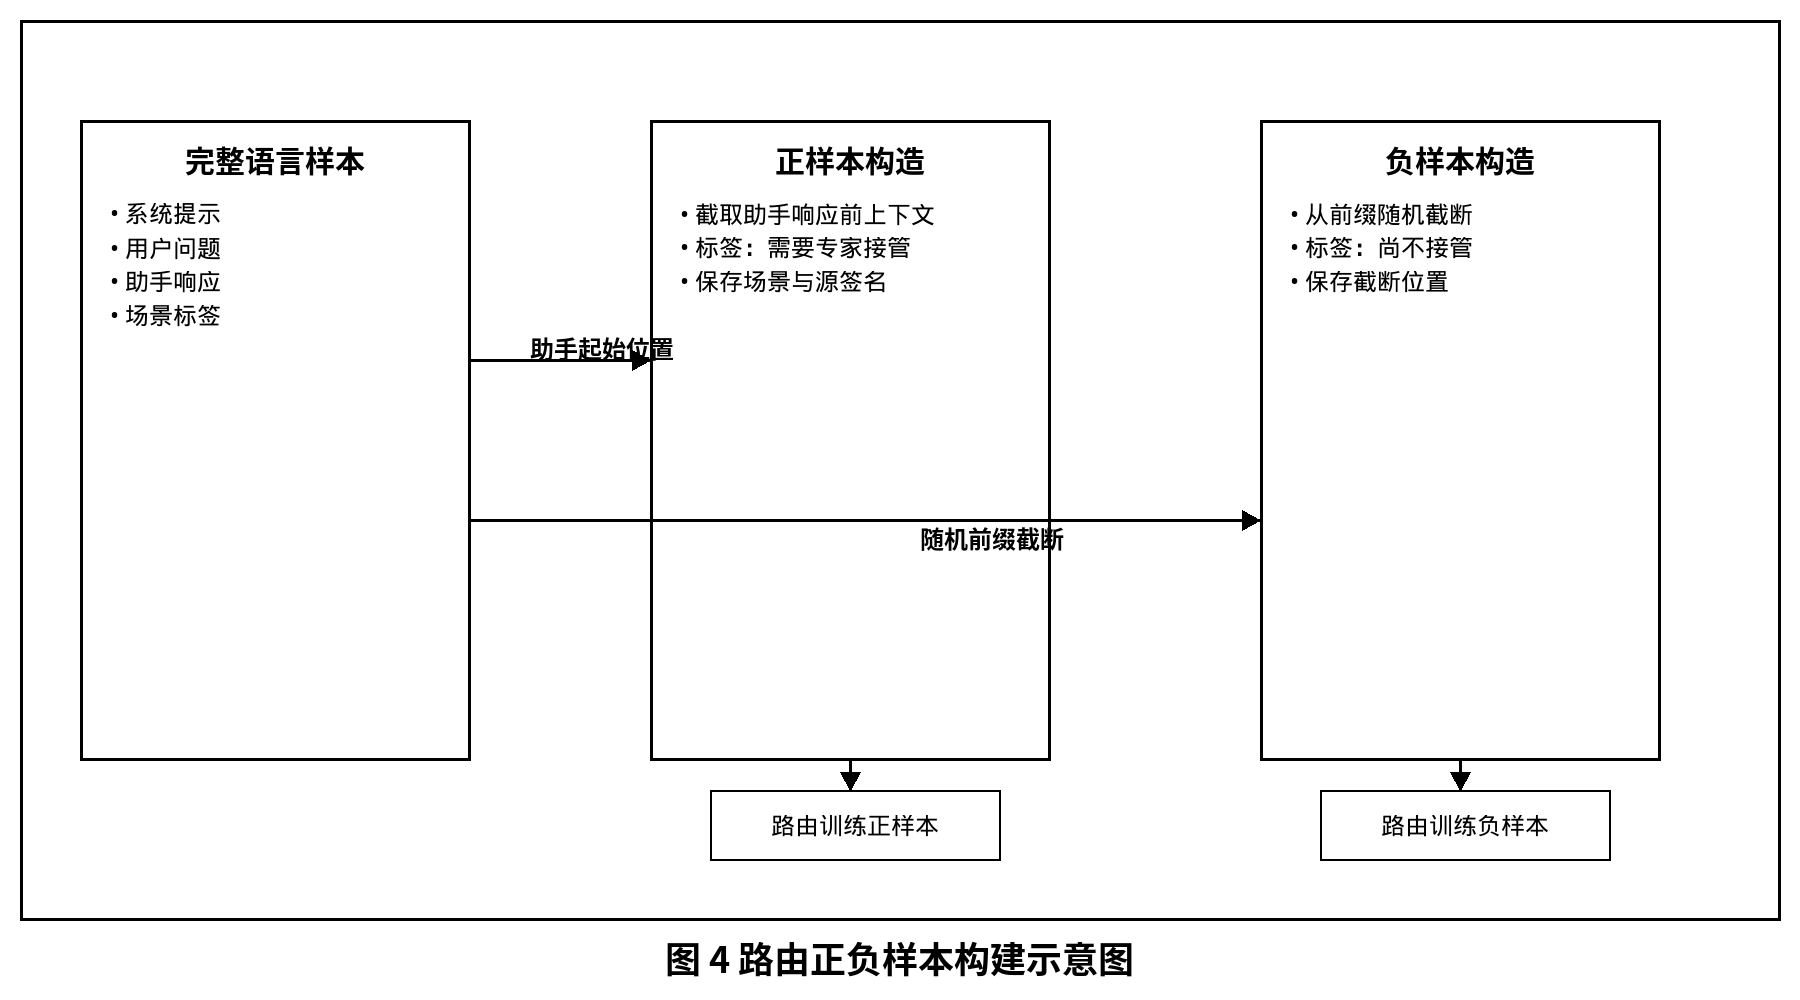 完整语言样本
• 系统提示
• 用户问题
• 助手响应
• 场景标签
助手起始位置
正样本构造
• 截取助手响应前上下文
• 标签：需要专家接管
• 保存场景与源签名
随机前缀截断
负样本构造
• 从前缀随机截断
• 标签：尚不接管
• 保存截断位置
路由训练正样本
路由训练负样本
图 4 路由正负样本构建示意图